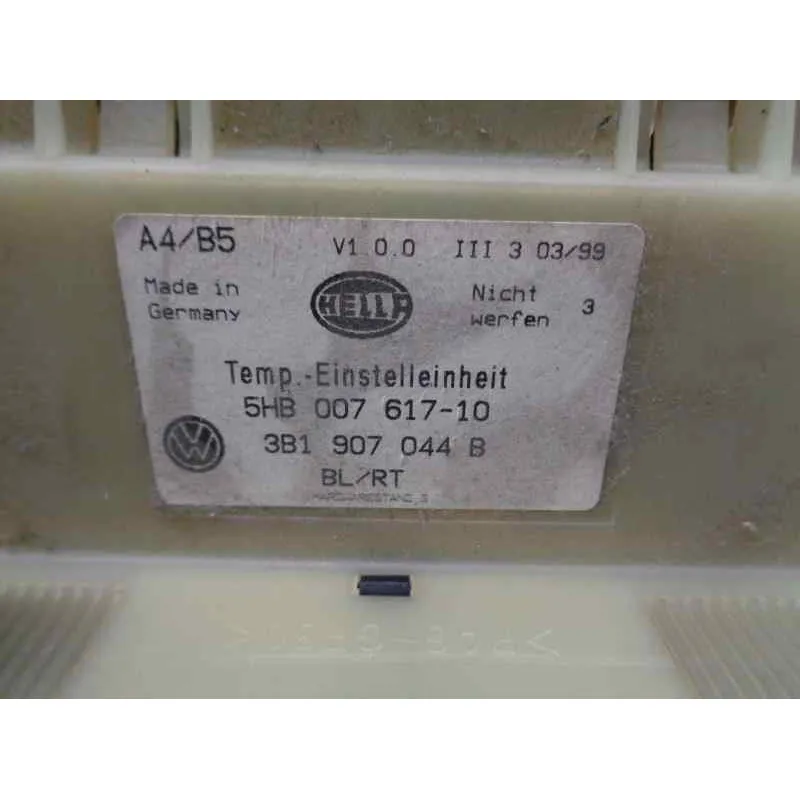 A4/B5 V1 0.0 III 3 03/99
Made in Germany
HELLA
Nicht werfen 3
Temp.-Einstelleinheit
5HB 007 617-10
VW
3B1 907 044 B
BL/RT